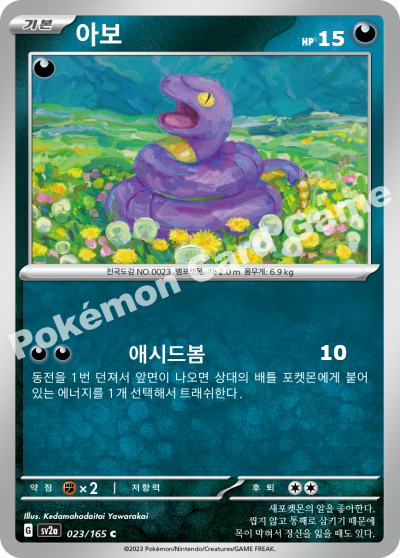 기본 아보 HP 15
전국도감 NO.0023 뱀포켓몬 키: 2.0 m 몸무게: 6.9 kg
Pokémon Card Game
애시드봄 10
동전을 1번 던져서 앞면이 나오면 상대의 배틀 포켓몬에게 붙어
있는 에너지를 1개 선택해서 트래쉬한다.
약점 ×2 저항력 후퇴
Illus. Kedamahadaitai Yawarakai
G sv2a 023/165 C
새포켓몬의 알을 좋아한다.
씹지 않고 통째로 삼키기 때문에
목이 막혀서 정신을 잃을 때도 있다.
©2023 Pokémon/Nintendo/Creatures/GAME FREAK.